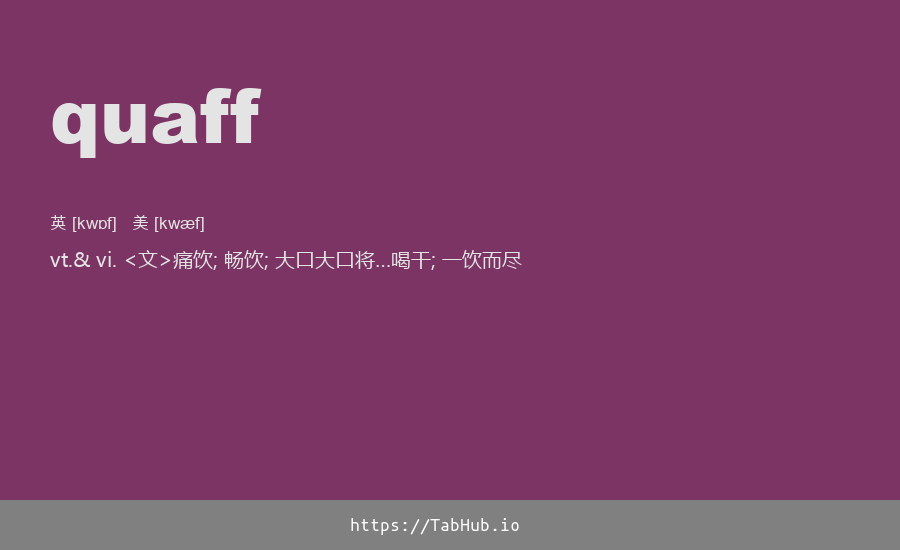 quaff
英 [kwɒf] 美 [kwæf]
vt.& vi. <文>痛饮; 畅饮; 大口大口将…喝干; 一饮而尽
https://TabHub.io